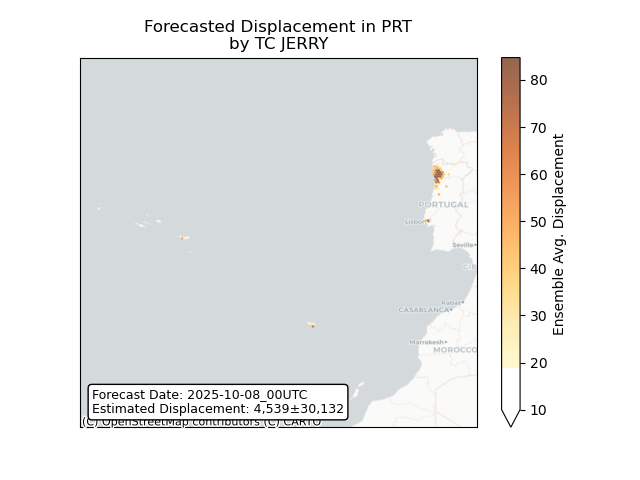 Forecasted Displacement in PRT
by TC JERRY
PORTUGAL
Lisbon
Seville
GIB
Rabat
CASABLANCA
Marrakesh
MOROCCO
Forecast Date: 2025-10-08_00UTC
Estimated Displacement: 4,539±30,132
(C) OpenStreetMap contributors (C) CARTO
80
70
60
50
40
30
20
10
Ensemble Avg. Displacement